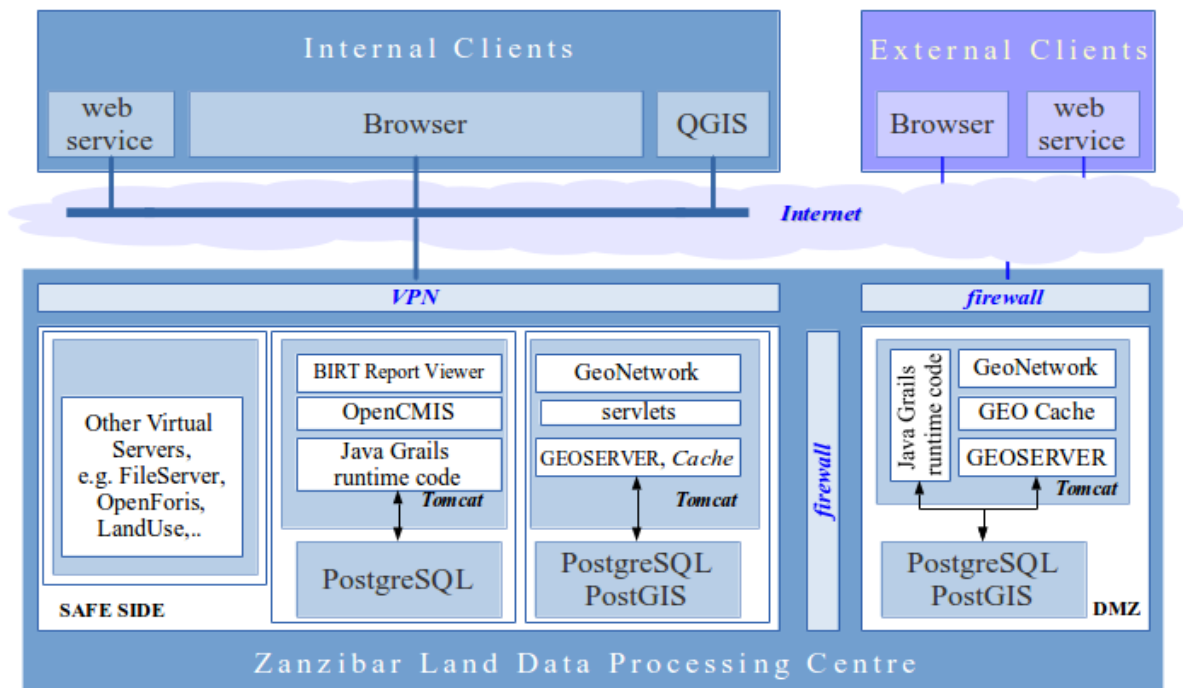 Internal Clients
External Clients
web
service
Browser
QGIS
Browser
web
service
Internet
VPN
firewall
Other Virtual
Servers,
e.g. FileServer,
OpenForis,
LandUse,..
SAFE SIDE
BIRT Report Viewer
OpenCMIS
Java Grails
runtime code
Tomcat
PostgreSQL
GeoNetwork
servlets
GEOSERVER, Cache
Tomcat
PostgreSQL
PostGIS
firewall
Java Grails
runtime code
GeoNetwork
GEO Cache
GEOSERVER
Tomcat
PostgreSQL
PostGIS
DMZ
Zanzibar Land Data Processing Centre